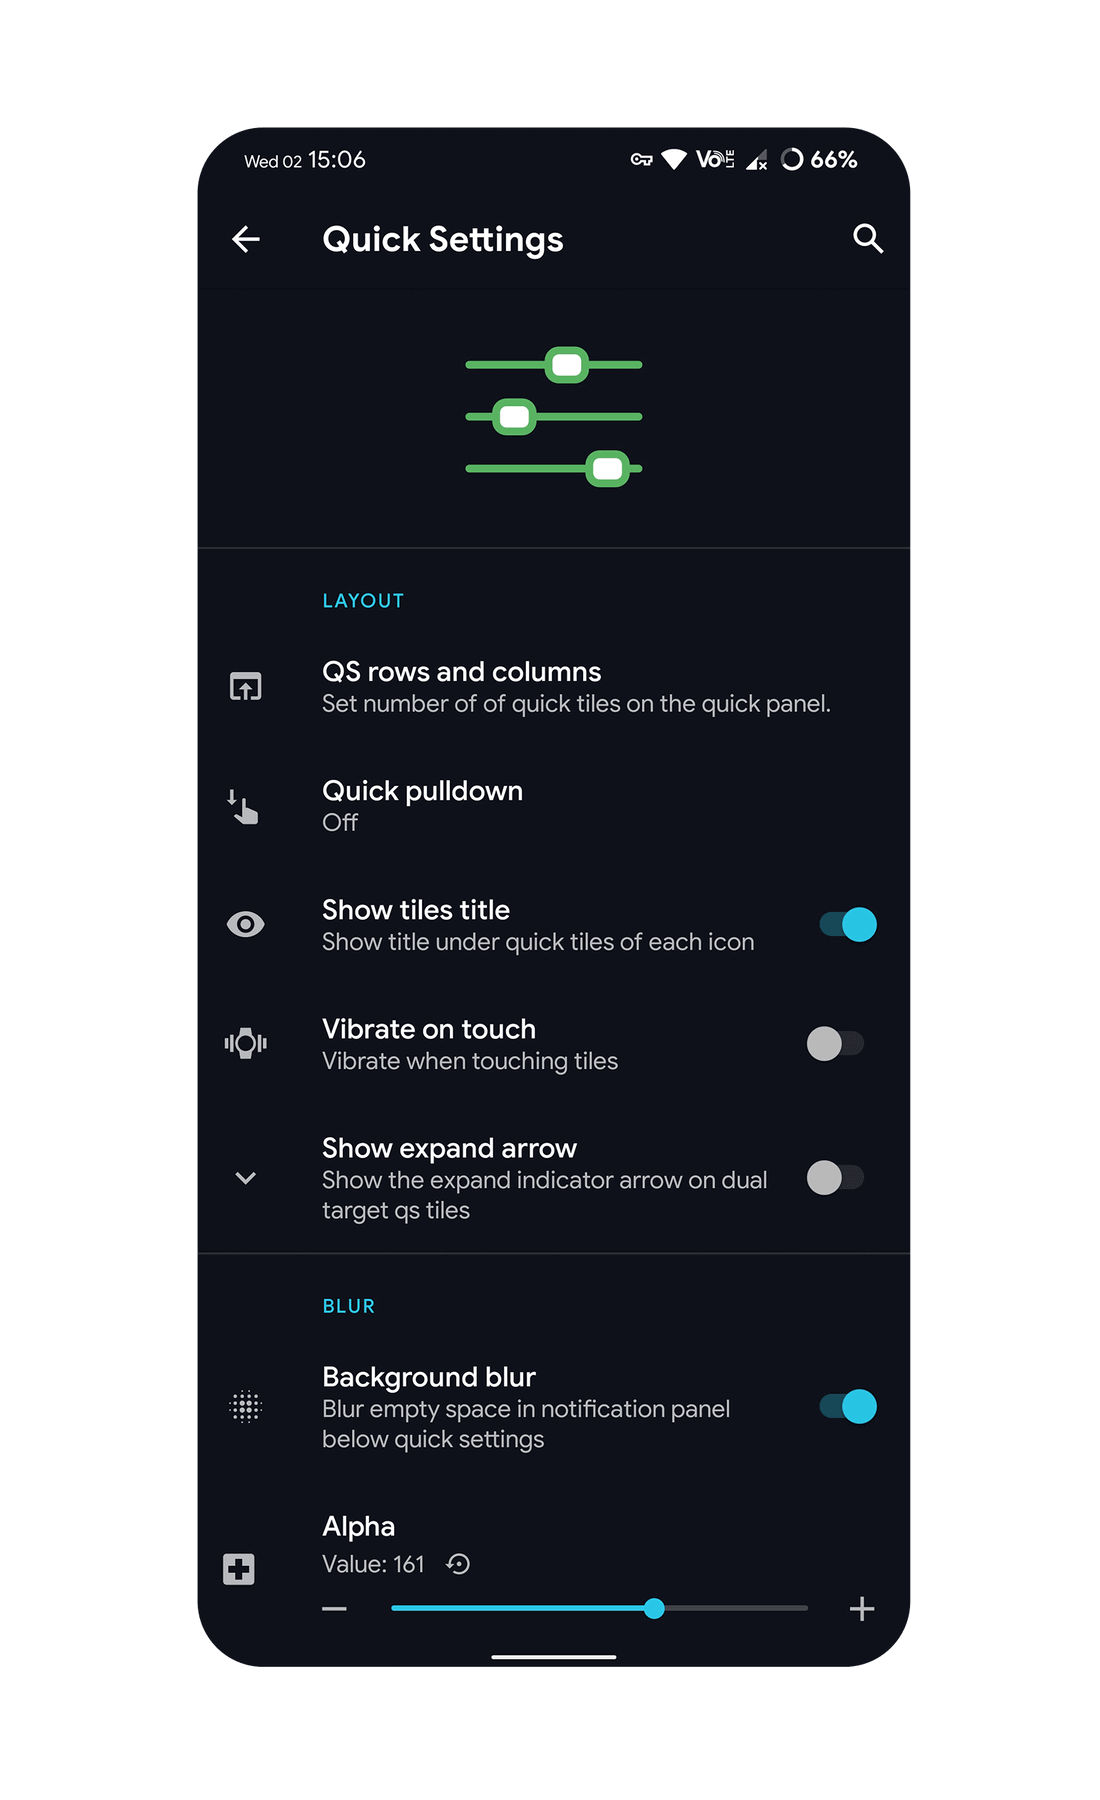 Wed 02 15:06 Vo LTE 66%
Quick Settings
LAYOUT
QS rows and columns
Set number of of quick tiles on the quick panel.
Quick pulldown
Off
Show tiles title
Show title under quick tiles of each icon
Vibrate on touch
Vibrate when touching tiles
Show expand arrow
Show the expand indicator arrow on dual
target qs tiles
BLUR
Background blur
Blur empty space in notification panel
below quick settings
Alpha
Value: 161